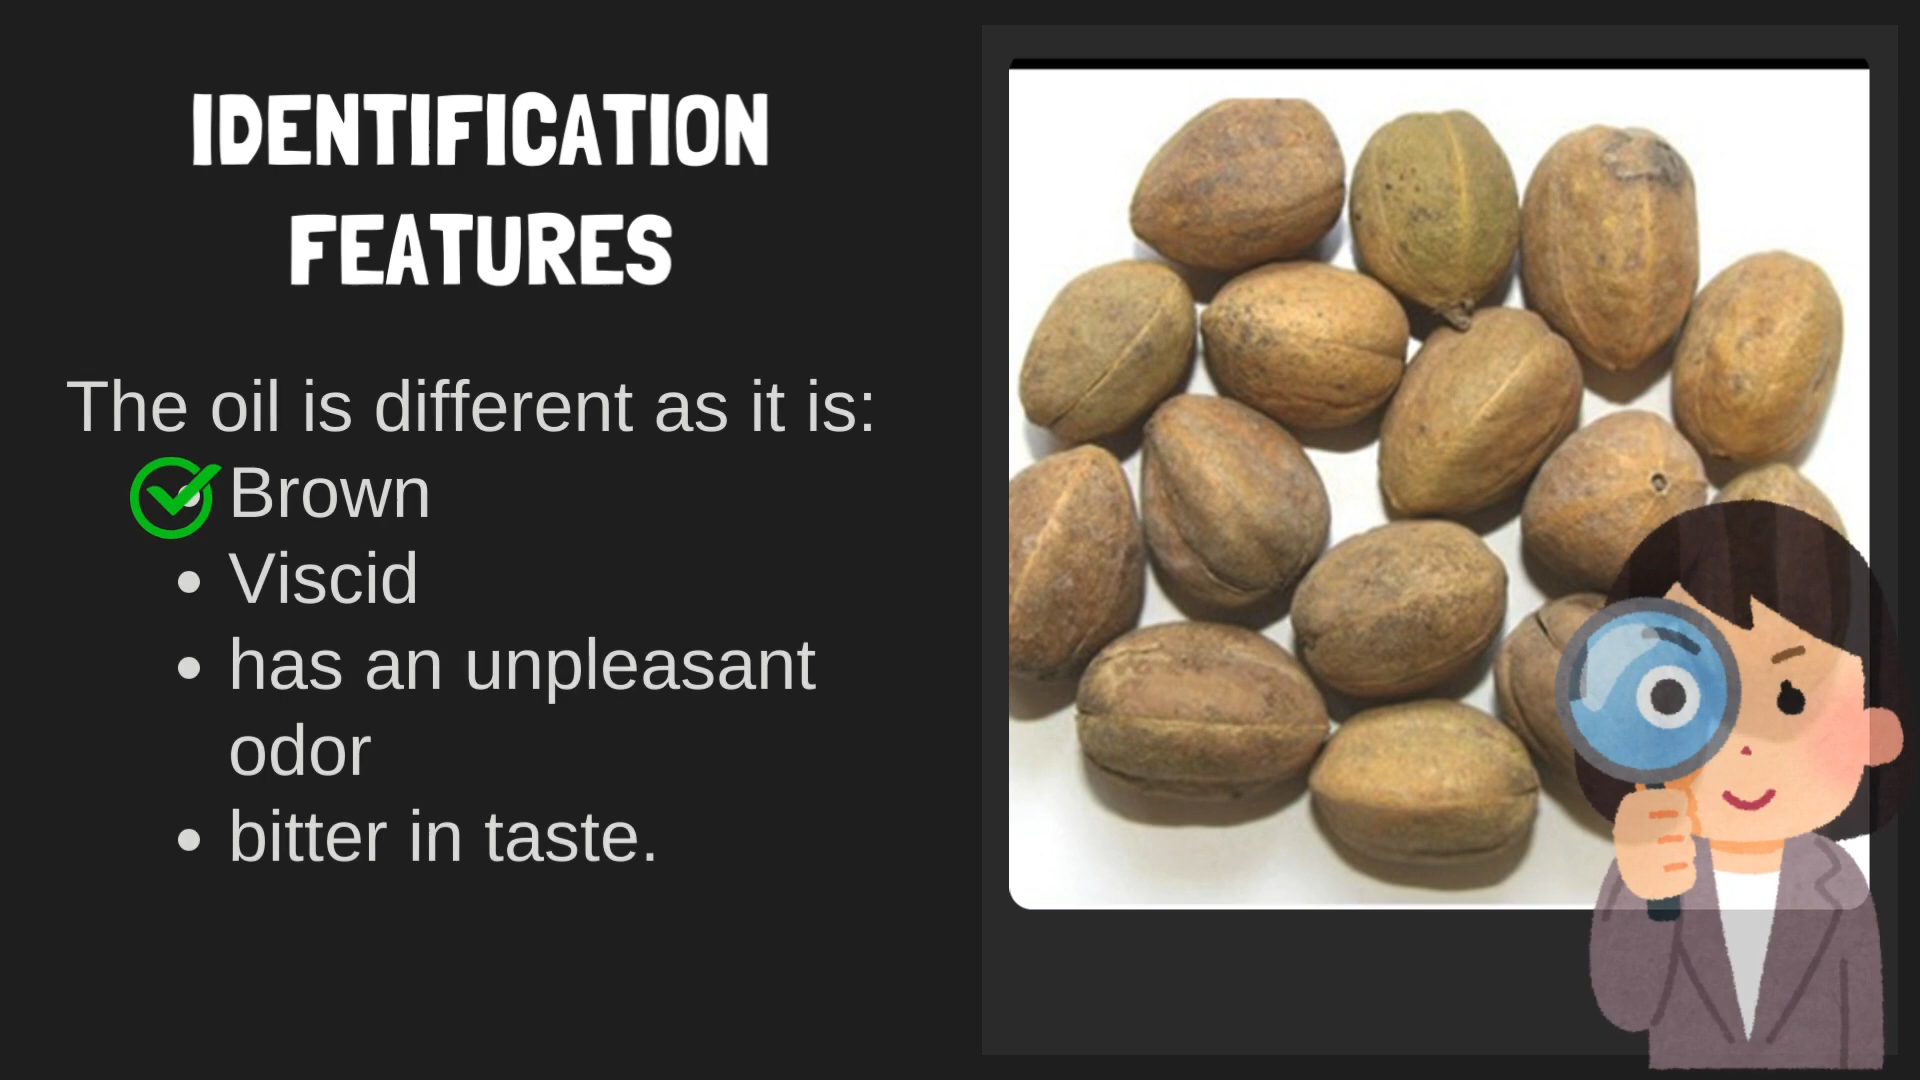 IDENTIFICATION
FEATURES
The oil is different as it is:
Brown
Viscid
has an unpleasant
odor
bitter in taste.